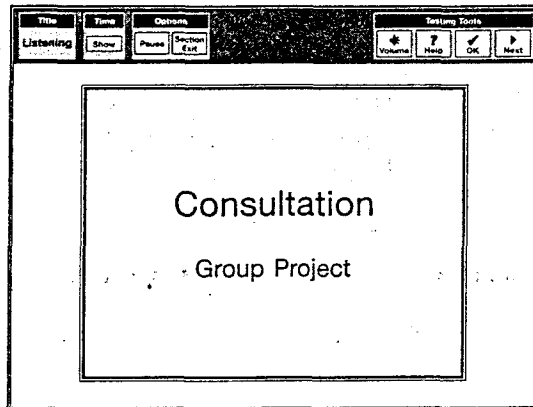 Title
Time
Options
Testing Tools
Listening
Show
Pause
Section
Exit
Volume
Help
OK
Next
Consultation
Group Project